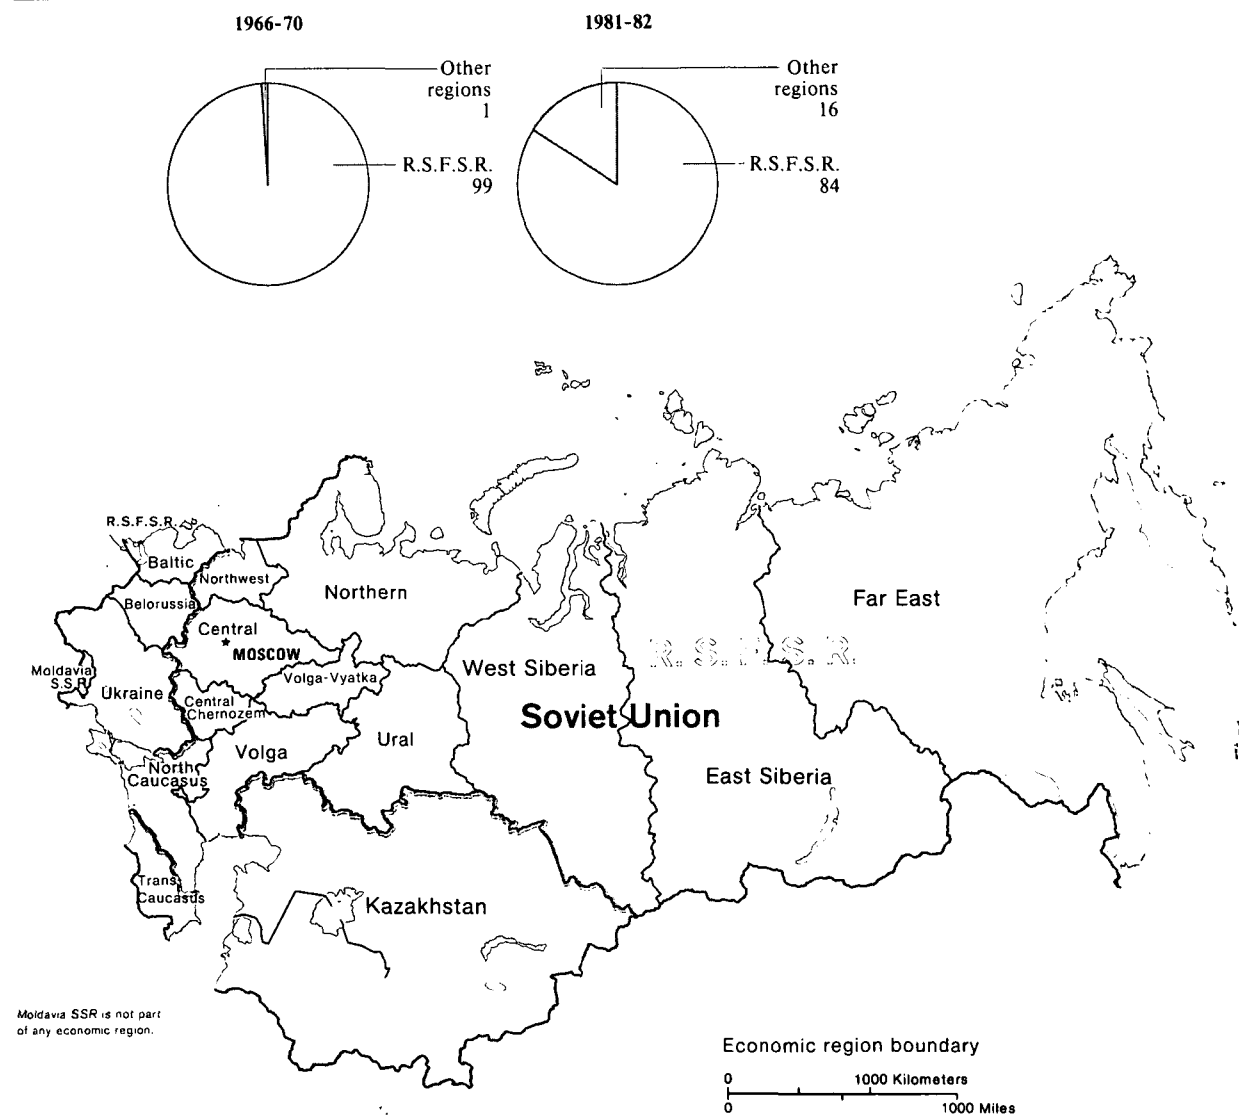 1966-70
1981-82
Other
regions
1
R.S.F.S.R.
99
Other
regions
16
R.S.F.S.R.
84
R.S.F.S.R.
Baltic
Northwest
Belorussia
Northern
Far East
Central
MOSCOW
R.S.F.S.R.
West Siberia
Moldavia
S.S.R.
Ukraine
Volga-Vyatka
Central
Chernozem
Soviet Union
Volga
Ural
North
Caucasus
East Siberia
Trans-
Caucasus
Kazakhstan
Moldavia SSR is not part
of any economic region.
Economic region boundary
0 1000 Kilometers
0 1000 Miles